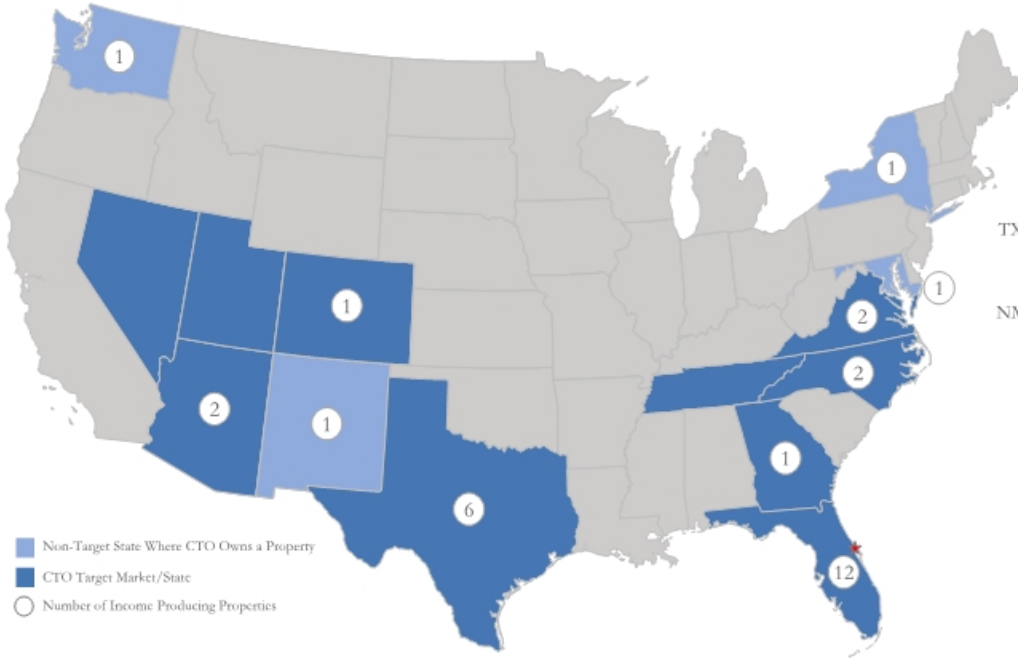 1
1
TX
1
1
NM
2
2
2
1
1
6
12
Non-Target State Where CTO Owns a Property
CTO Target Market/State
Number of Income Producing Properties